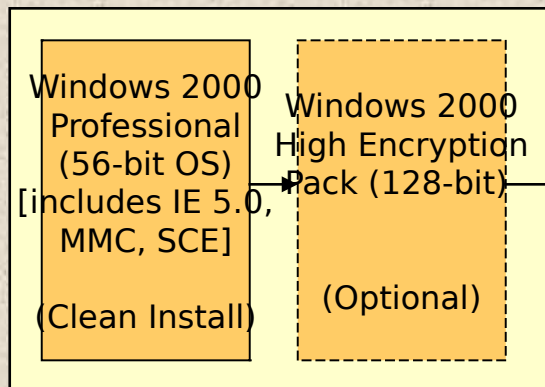 Windows 2000
Professional
(56-bit OS)
[includes IE 5.0,
MMC, SCE]
(Clean Install)
Windows 2000
High Encryption
Pack (128-bit)
(Optional)